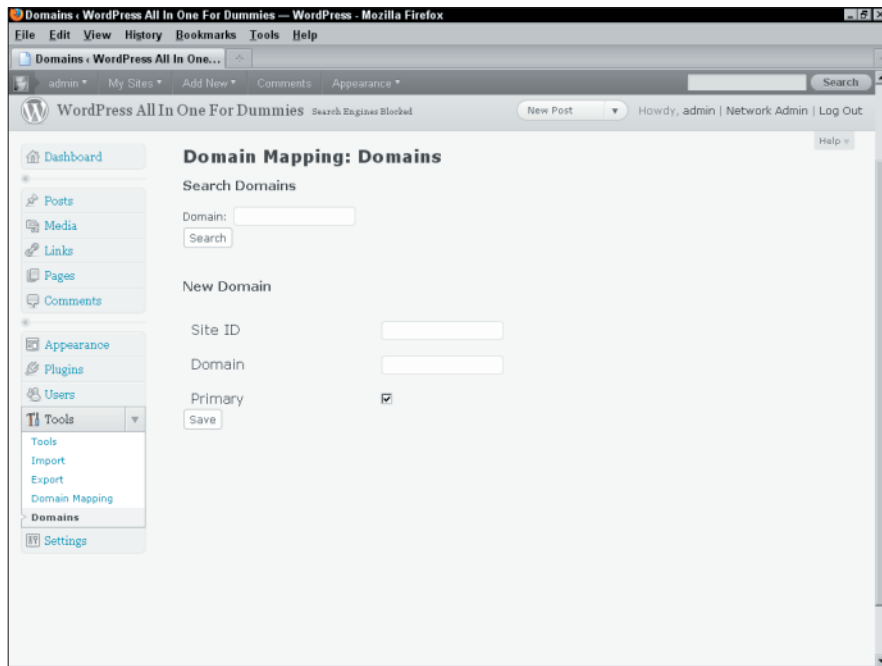 Domains ‹ WordPress All In One For Dummies — WordPress - Mozilla Firefox
File Edit View History Bookmarks Tools Help
Domains ‹ WordPress All In One...
admin My Sites Add New Comments Appearance Search
WordPress All In One For Dummies Search Engines Blocked New Post Howdy, admin | Network Admin | Log Out
Help
Dashboard
Posts
Media
Links
Pages
Comments
Appearance
Plugins
Users
Tools
Tools
Import
Export
Domain Mapping
Domains
Settings
Domain Mapping: Domains
Search Domains
Domain:
Search
New Domain
Site ID
Domain
Primary
Save